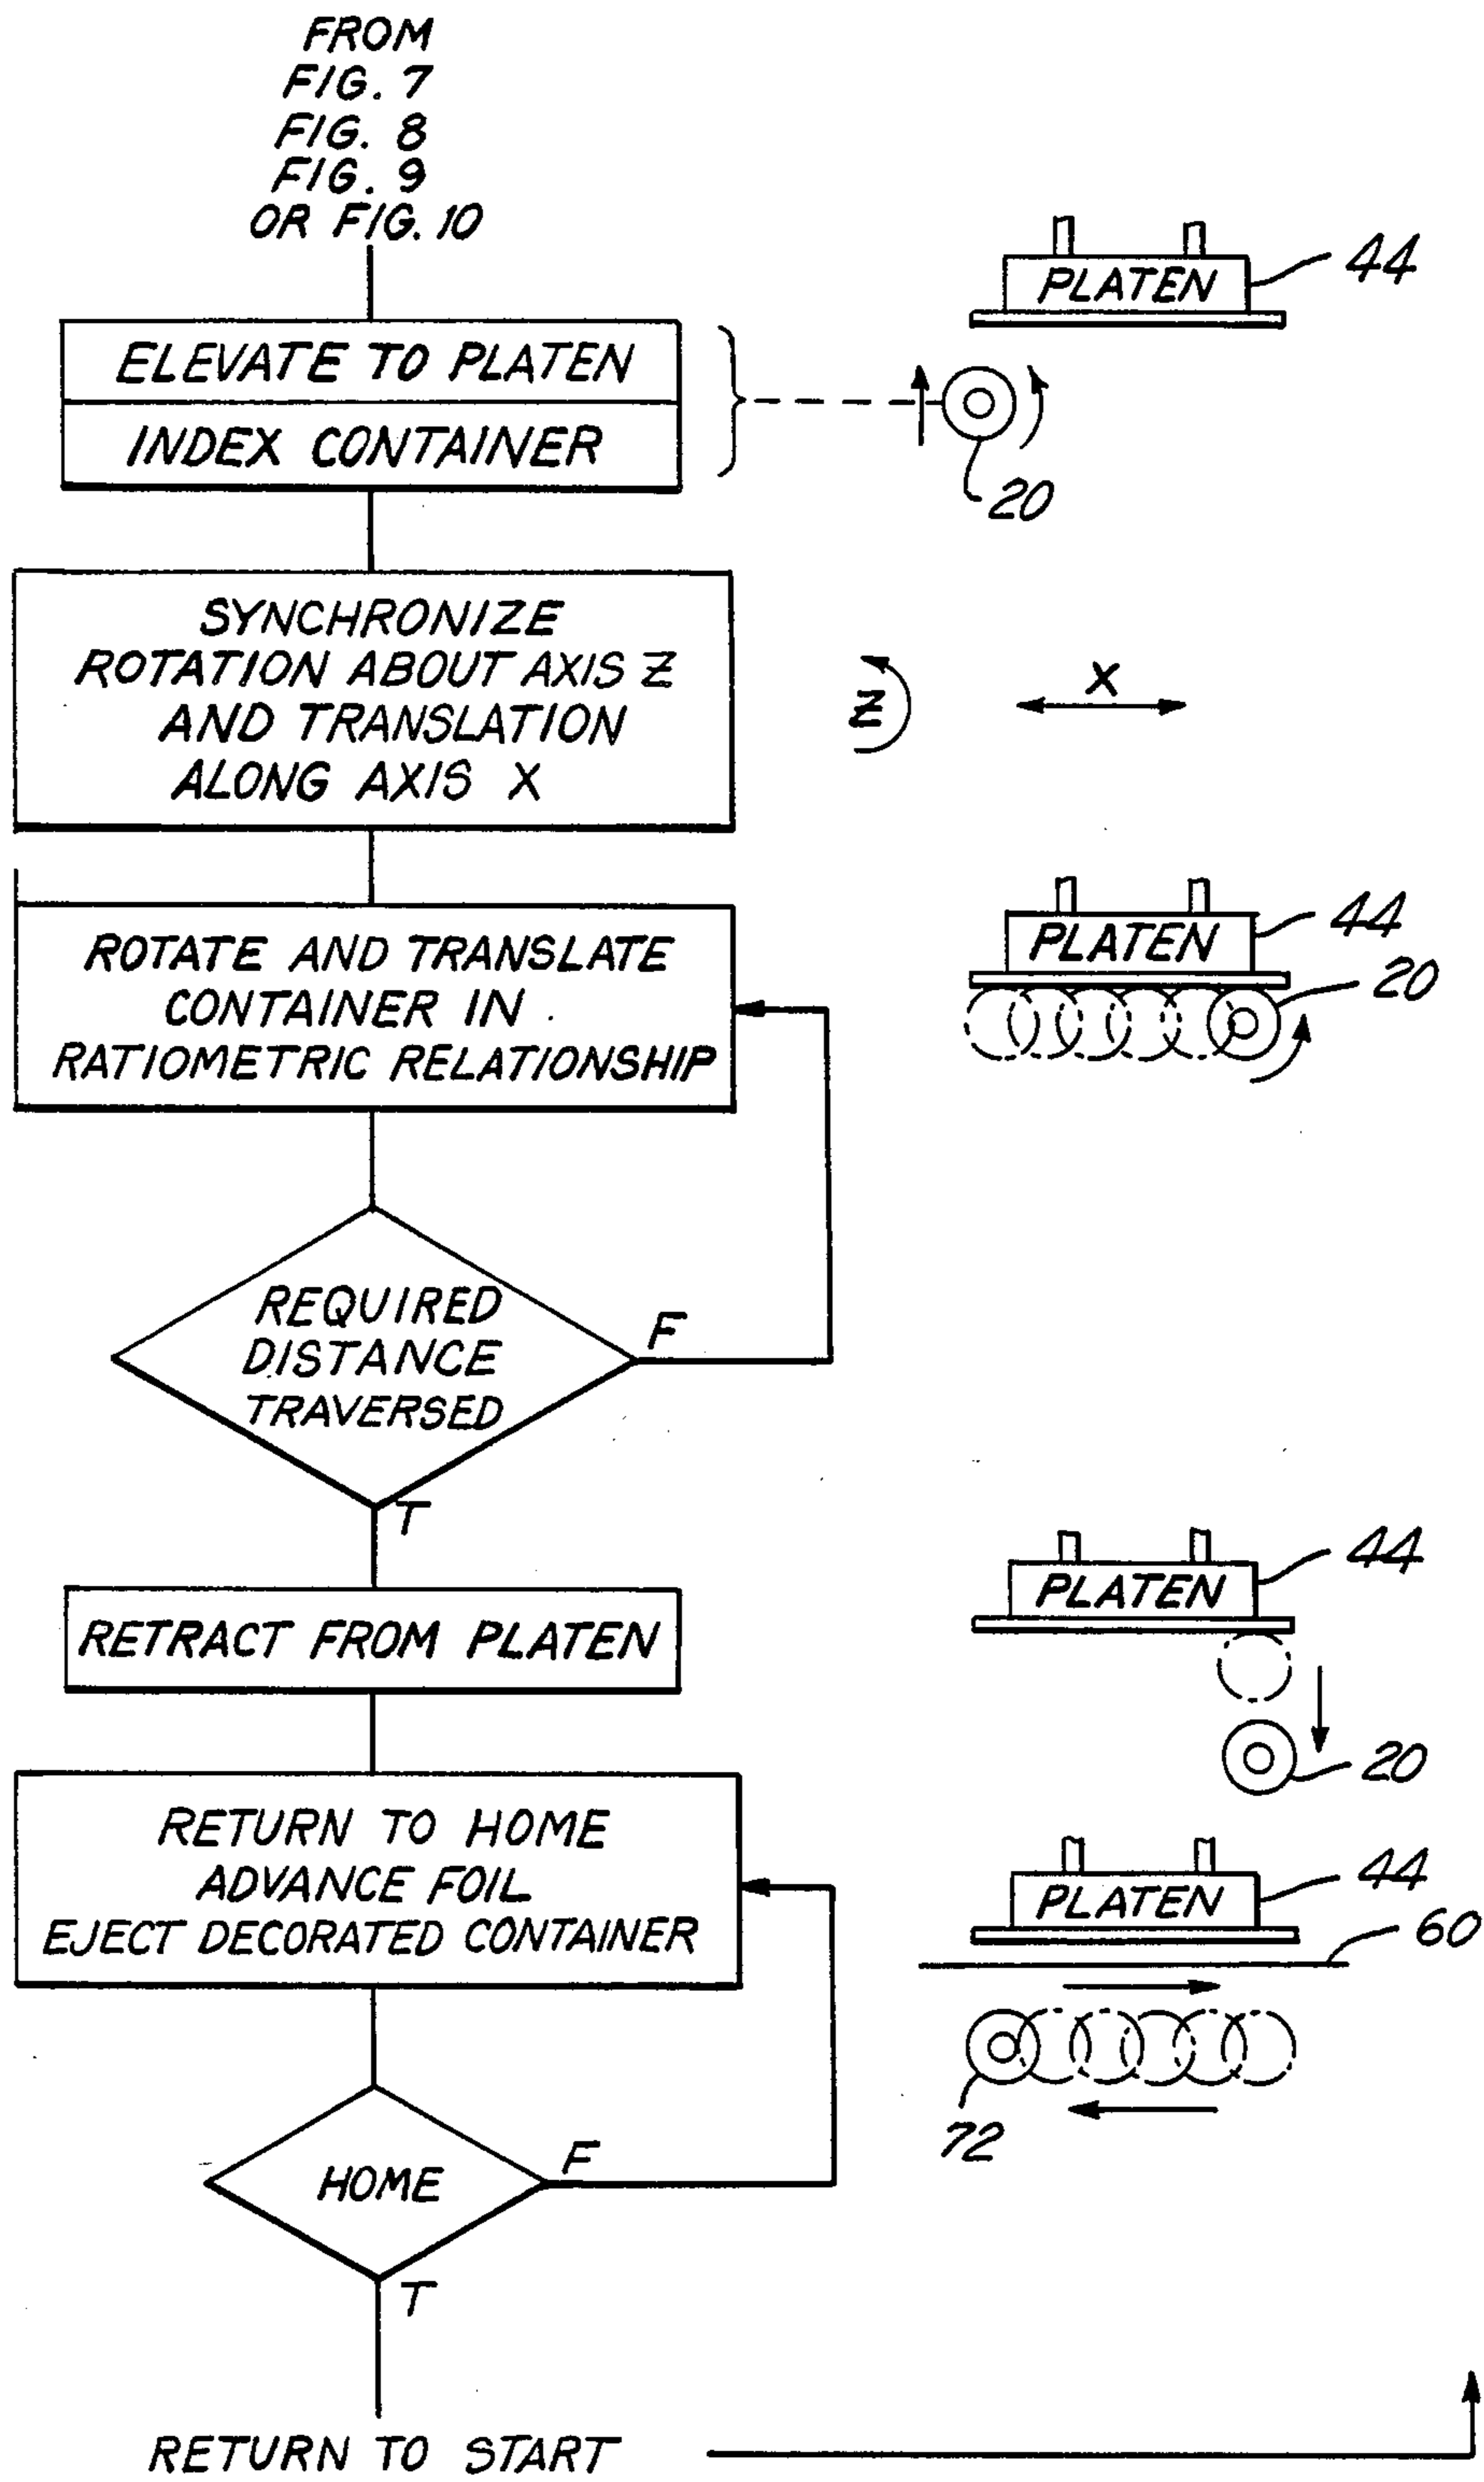 FROM
FIG. 7
FIG. 8
FIG. 9
OR FIG. 10
PLATEN
44
ELEVATE TO PLATEN
INDEX CONTAINER
20
SYNCHRONIZE
ROTATION ABOUT AXIS Z
AND TRANSLATION
ALONG AXIS X
Z
X
ROTATE AND TRANSLATE
CONTAINER IN
RATIOMETRIC RELATIONSHIP
PLATEN
44
20
REQUIRED
DISTANCE
TRAVERSED
F
T
RETRACT FROM PLATEN
PLATEN
44
20
RETURN TO HOME
ADVANCE FOIL
EJECT DECORATED CONTAINER
PLATEN
44
60
72
HOME
F
T
RETURN TO START